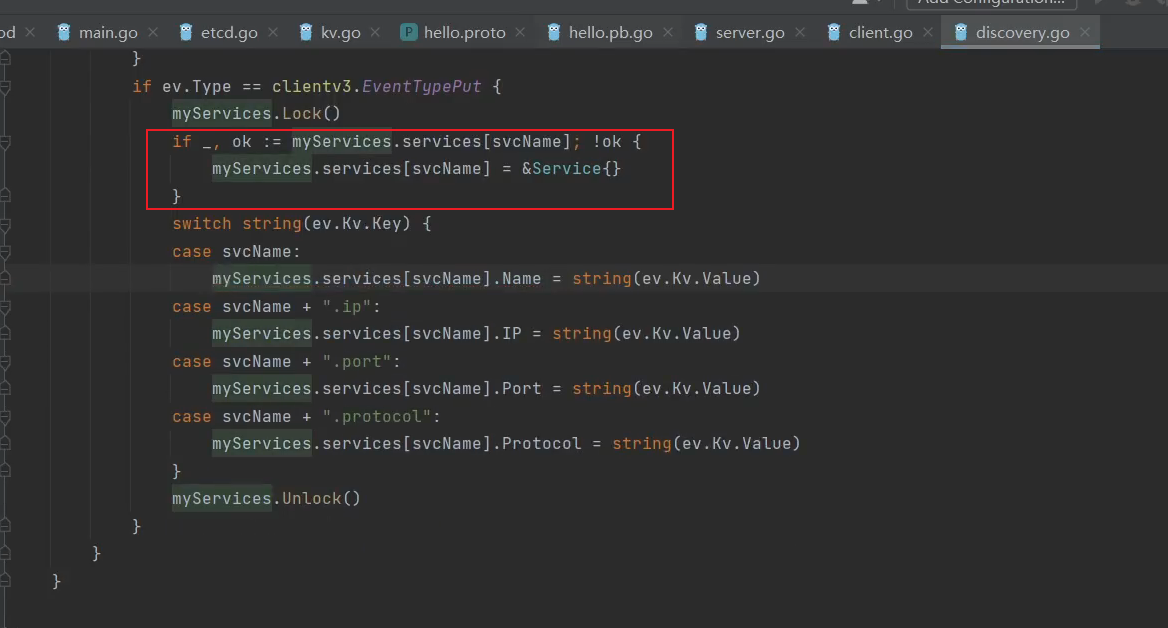 od main.go etcd.go kv.go hello.proto hello.pb.go server.go client.go discovery.go
}
if ev.Type == clientv3.EventTypePut {
myServices.Lock()
if _, ok := myServices.services[svcName]; !ok {
myServices.services[svcName] = &Service{}
}
switch string(ev.Kv.Key) {
case svcName:
myServices.services[svcName].Name = string(ev.Kv.Value)
case svcName + ".ip":
myServices.services[svcName].IP = string(ev.Kv.Value)
case svcName + ".port":
myServices.services[svcName].Port = string(ev.Kv.Value)
case svcName + ".protocol":
myServices.services[svcName].Protocol = string(ev.Kv.Value)
}
myServices.Unlock()
}
}
}